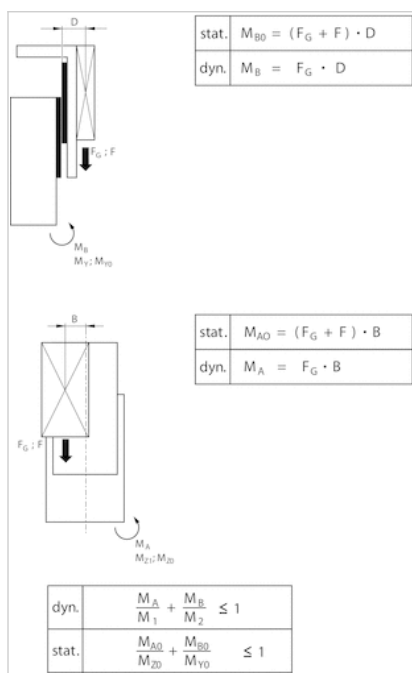 D
stat. M_B0 = (F_G + F) · D
dyn. M_B = F_G · D
F_G ; F
M_B
M_Y ; M_Y0
B
stat. M_AO = (F_G + F) · B
dyn. M_A = F_G · B
F_G ; F
M_A
M_Z1 ; M_Z0
dyn. M_A/M_1 + M_B/M_2 ≤ 1
stat. M_A0/M_Z0 + M_B0/M_Y0 ≤ 1